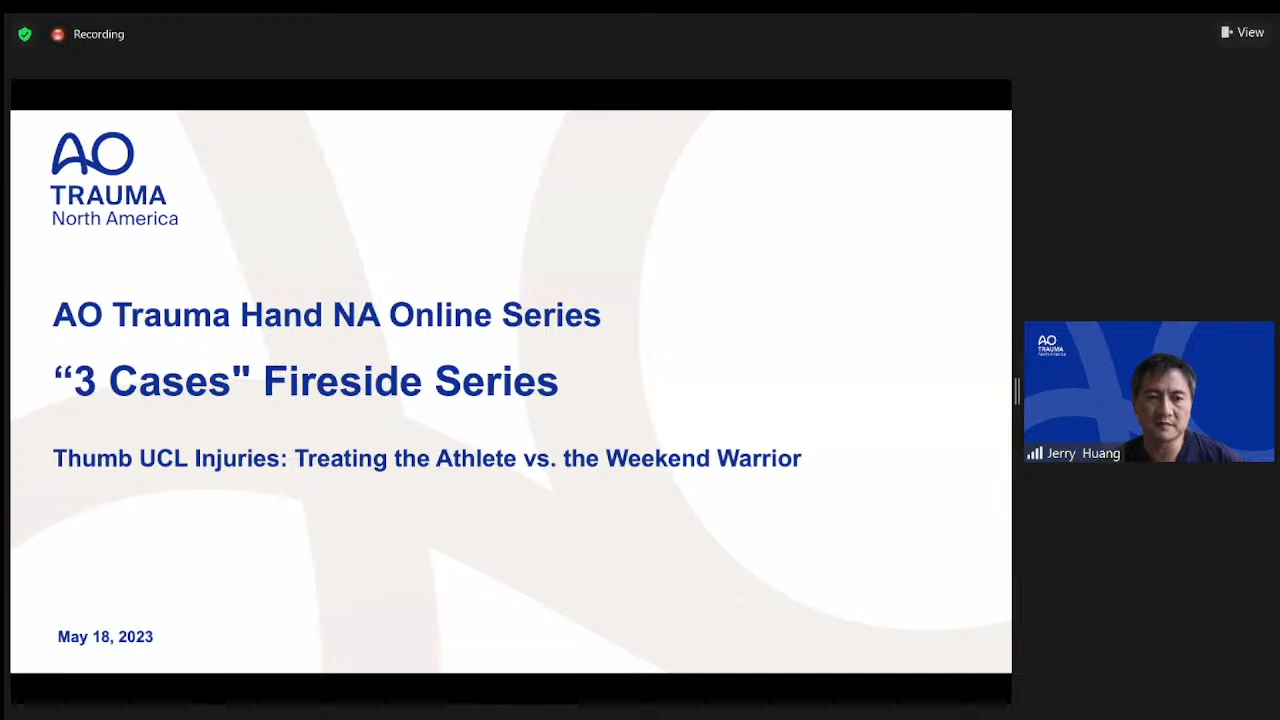 Recording
View
AO
TRAUMA
North America
AO Trauma Hand NA Online Series
“3 Cases" Fireside Series
Thumb UCL Injuries: Treating the Athlete vs. the Weekend Warrior
May 18, 2023
AO
TRAUMA
North America
Jerry Huang